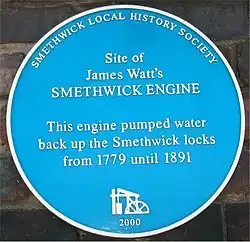 SMETHWICK LOCAL HISTORY SOCIETY
Site of
James Watt's
SMETHWICK ENGINE
This engine pumped water
back up the Smethwick locks
from 1779 until 1891
2000